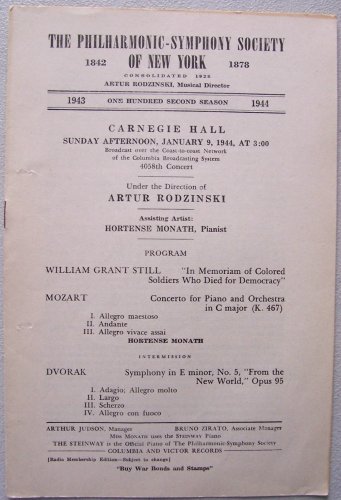 THE PHILHARMONIC-SYMPHONY SOCIETY
1842 OF NEW YORK 1878
CONSOLIDATED 1928
ARTUR RODZINSKI, Musical Director
1943 ONE HUNDRED SECOND SEASON 1944
CARNEGIE HALL
SUNDAY AFTERNOON, JANUARY 9, 1944, AT 3:00
Broadcast over the Coast-to-coast Network
of the Columbia Broadcasting System
4058th Concert
Under the Direction of
ARTUR RODZINSKI
Assisting Artist:
HORTENSE MONATH, Pianist
PROGRAM
WILLIAM GRANT STILL "In Memoriam of Colored
Soldiers Who Died for Democracy"
MOZART Concerto for Piano and Orchestra
in C major (K. 467)
I. Allegro maestoso
II. Andante
III. Allegro vivace assai
HORTENSE MONATH
INTERMISSION
DVORAK Symphony in E minor, No. 5, "From the
New World," Opus 95
I. Adagio; Allegro molto
II. Largo
III. Scherzo
IV. Allegro con fuoco
ARTHUR JUDSON, Manager BRUNO ZIRATO, Associate Manager
MISS MONATH uses the STEINWAY Piano
THE STEINWAY is the Official Piano of The Philharmonic-Symphony Society
COLUMBIA AND VICTOR RECORDS
[Radio Membership Edition—Subject to change]
"Buy War Bonds and Stamps"